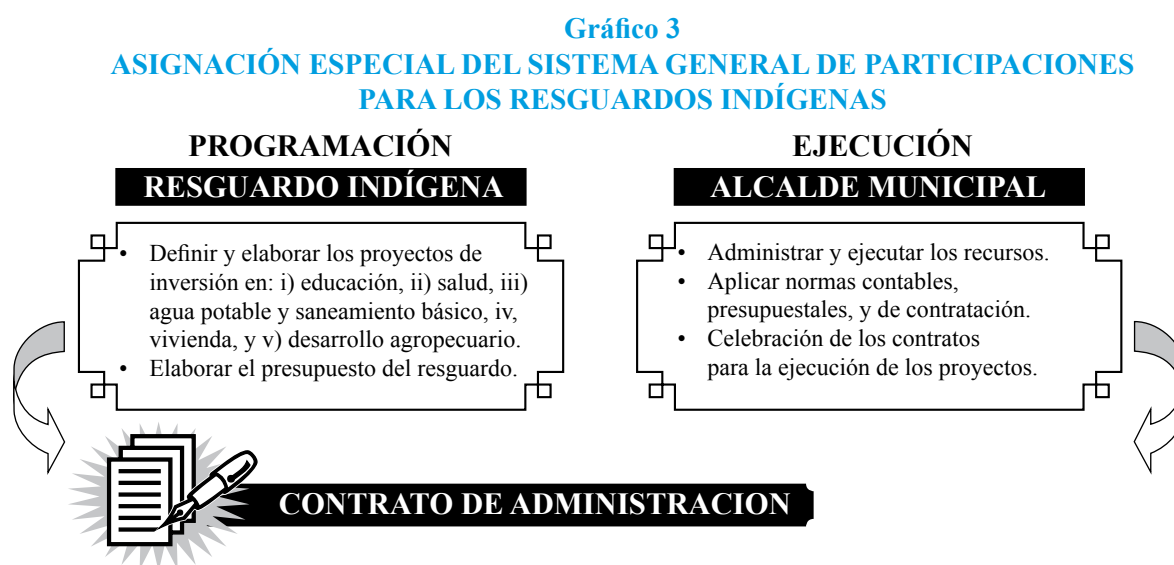 Gráfico 3
ASIGNACIÓN ESPECIAL DEL SISTEMA GENERAL DE PARTICIPACIONES
PARA LOS RESGUARDOS INDÍGENAS
PROGRAMACIÓN
RESGUARDO INDÍGENA
• Definir y elaborar los proyectos de
inversión en: i) educación, ii) salud, iii)
agua potable y saneamiento básico, iv,
vivienda, y v) desarrollo agropecuario.
• Elaborar el presupuesto del resguardo.
EJECUCIÓN
ALCALDE MUNICIPAL
• Administrar y ejecutar los recursos.
• Aplicar normas contables,
presupuestales, y de contratación.
• Celebración de los contratos
para la ejecución de los proyectos.
CONTRATO DE ADMINISTRACION